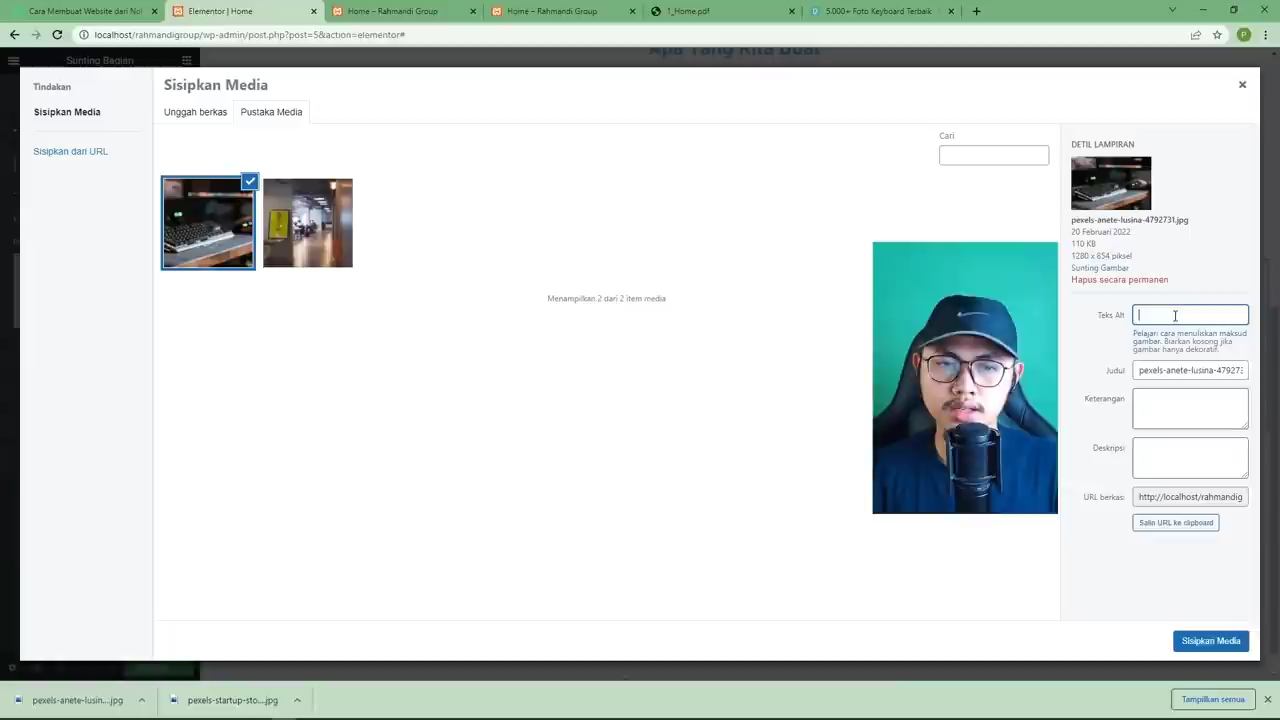 Cara Membuat Website dari Nol
Elementor | Home
Home – Rahmandi Group
Home – Rahmandi Group
1_Home.pdf
5.000+ Foto Keyboard Terbaik
localhost/rahmandigroup/wp-admin/post.php?post=5&action=elementor#
P
Sunting Bagian
Apa Yang Kita Buat
Tindakan
Sisipkan Media
Sisipkan dari URL
Sisipkan Media
Unggah berkas
Pustaka Media
Cari
Menampilkan 2 dari 2 item media
DETIL LAMPIRAN
pexels-anete-lusina-4792731.jpg
20 Februari 2022
110 KB
1280 x 854 piksel
Sunting Gambar
Hapus secara permanen
Teks Alt
Pelajari cara menuliskan maksud
gambar. Biarkan kosong jika
gambar hanya dekoratif.
Judul
pexels-anete-lusina-47927
Keterangan
Deskripsi
URL berkas:
http://localhost/rahmandig
Salin URL ke clipboard
Sisipkan Media
pexels-anete-lusin....jpg
pexels-startup-sto....jpg
Tampilkan semua